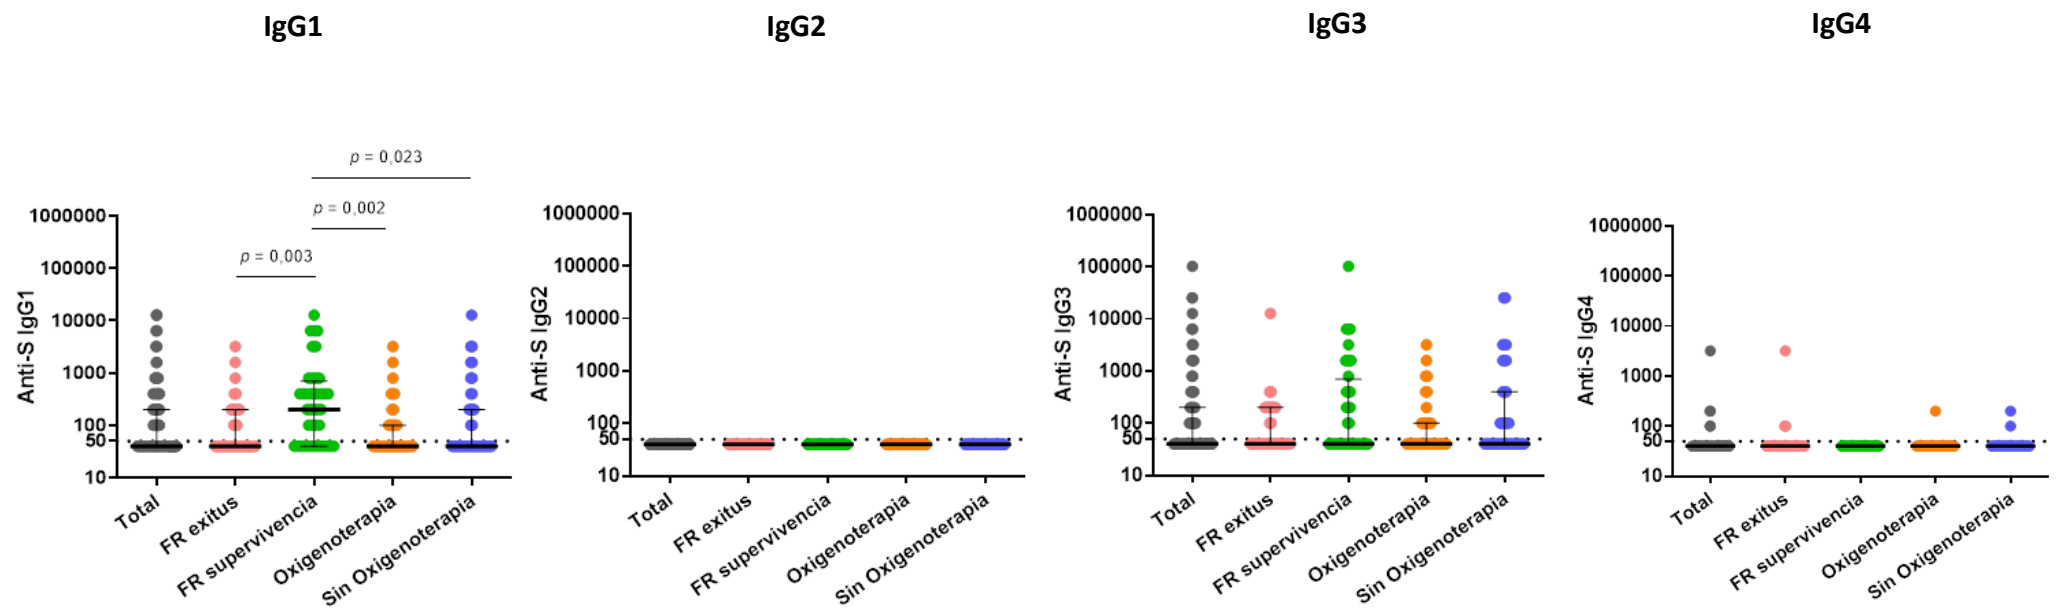 IgG1
IgG2
IgG3
IgG4
p = 0,023
p = 0,002
p = 0,003
Anti-S IgG1
1000000
100000
10000
1000
100
50
10
Total
FR exitus
FR supervivencia
Oxigenoterapia
Sin Oxigenoterapia
Anti-S IgG2
1000000
100000
10000
1000
100
50
10
Total
FR exitus
FR supervivencia
Oxigenoterapia
Sin Oxigenoterapia
Anti-S IgG3
1000000
100000
10000
1000
100
50
10
Total
FR exitus
FR supervivencia
Oxigenoterapia
Sin Oxigenoterapia
Anti-S IgG4
1000000
100000
10000
1000
100
50
10
Total
FR exitus
FR supervivencia
Oxigenoterapia
Sin Oxigenoterapia